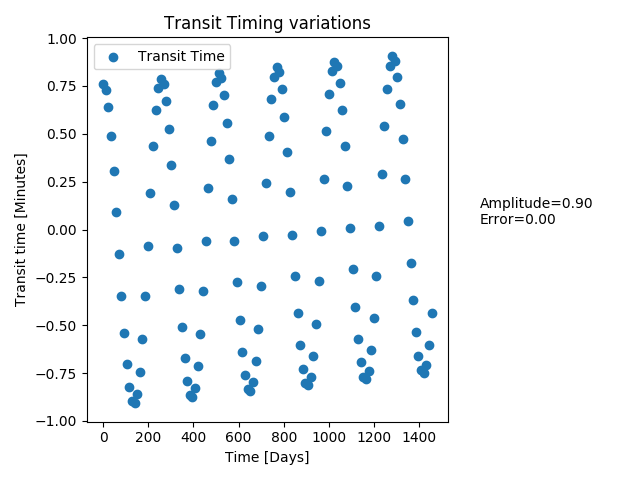 Transit Timing variations
Transit Time
Transit time [Minutes]
1.00
0.75
0.50
0.25
0.00
−0.25
−0.50
−0.75
−1.00
0 200 400 600 800 1000 1200 1400
Time [Days]
Amplitude=0.90
Error=0.00